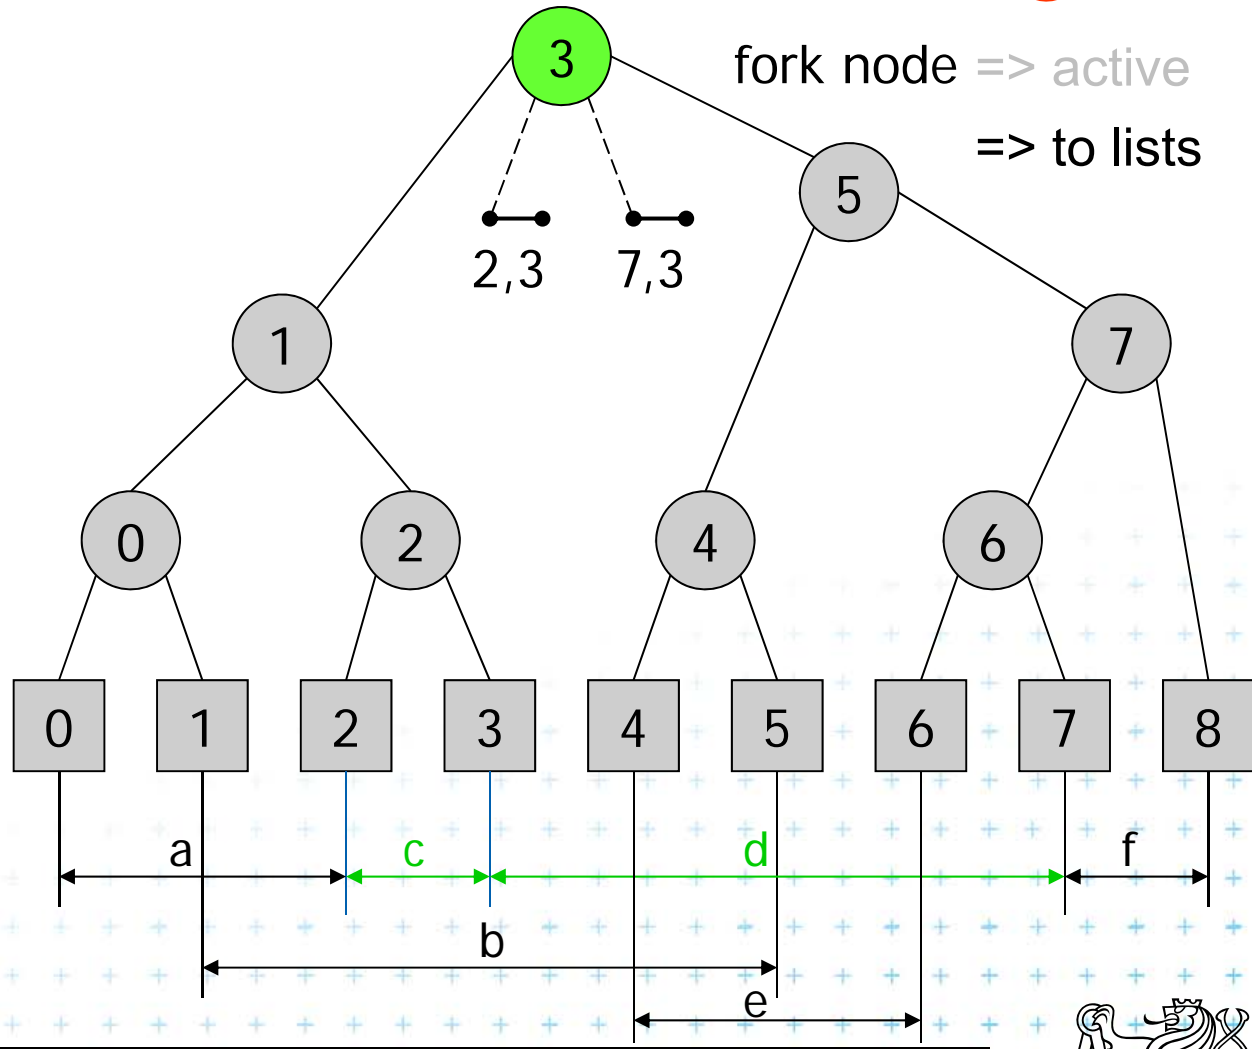 3
fork node => active
=> to lists
5
2,3 7,3
1 7
0 2 4 6
0 1 2 3 4 5 6 7 8
a c d f
b
e